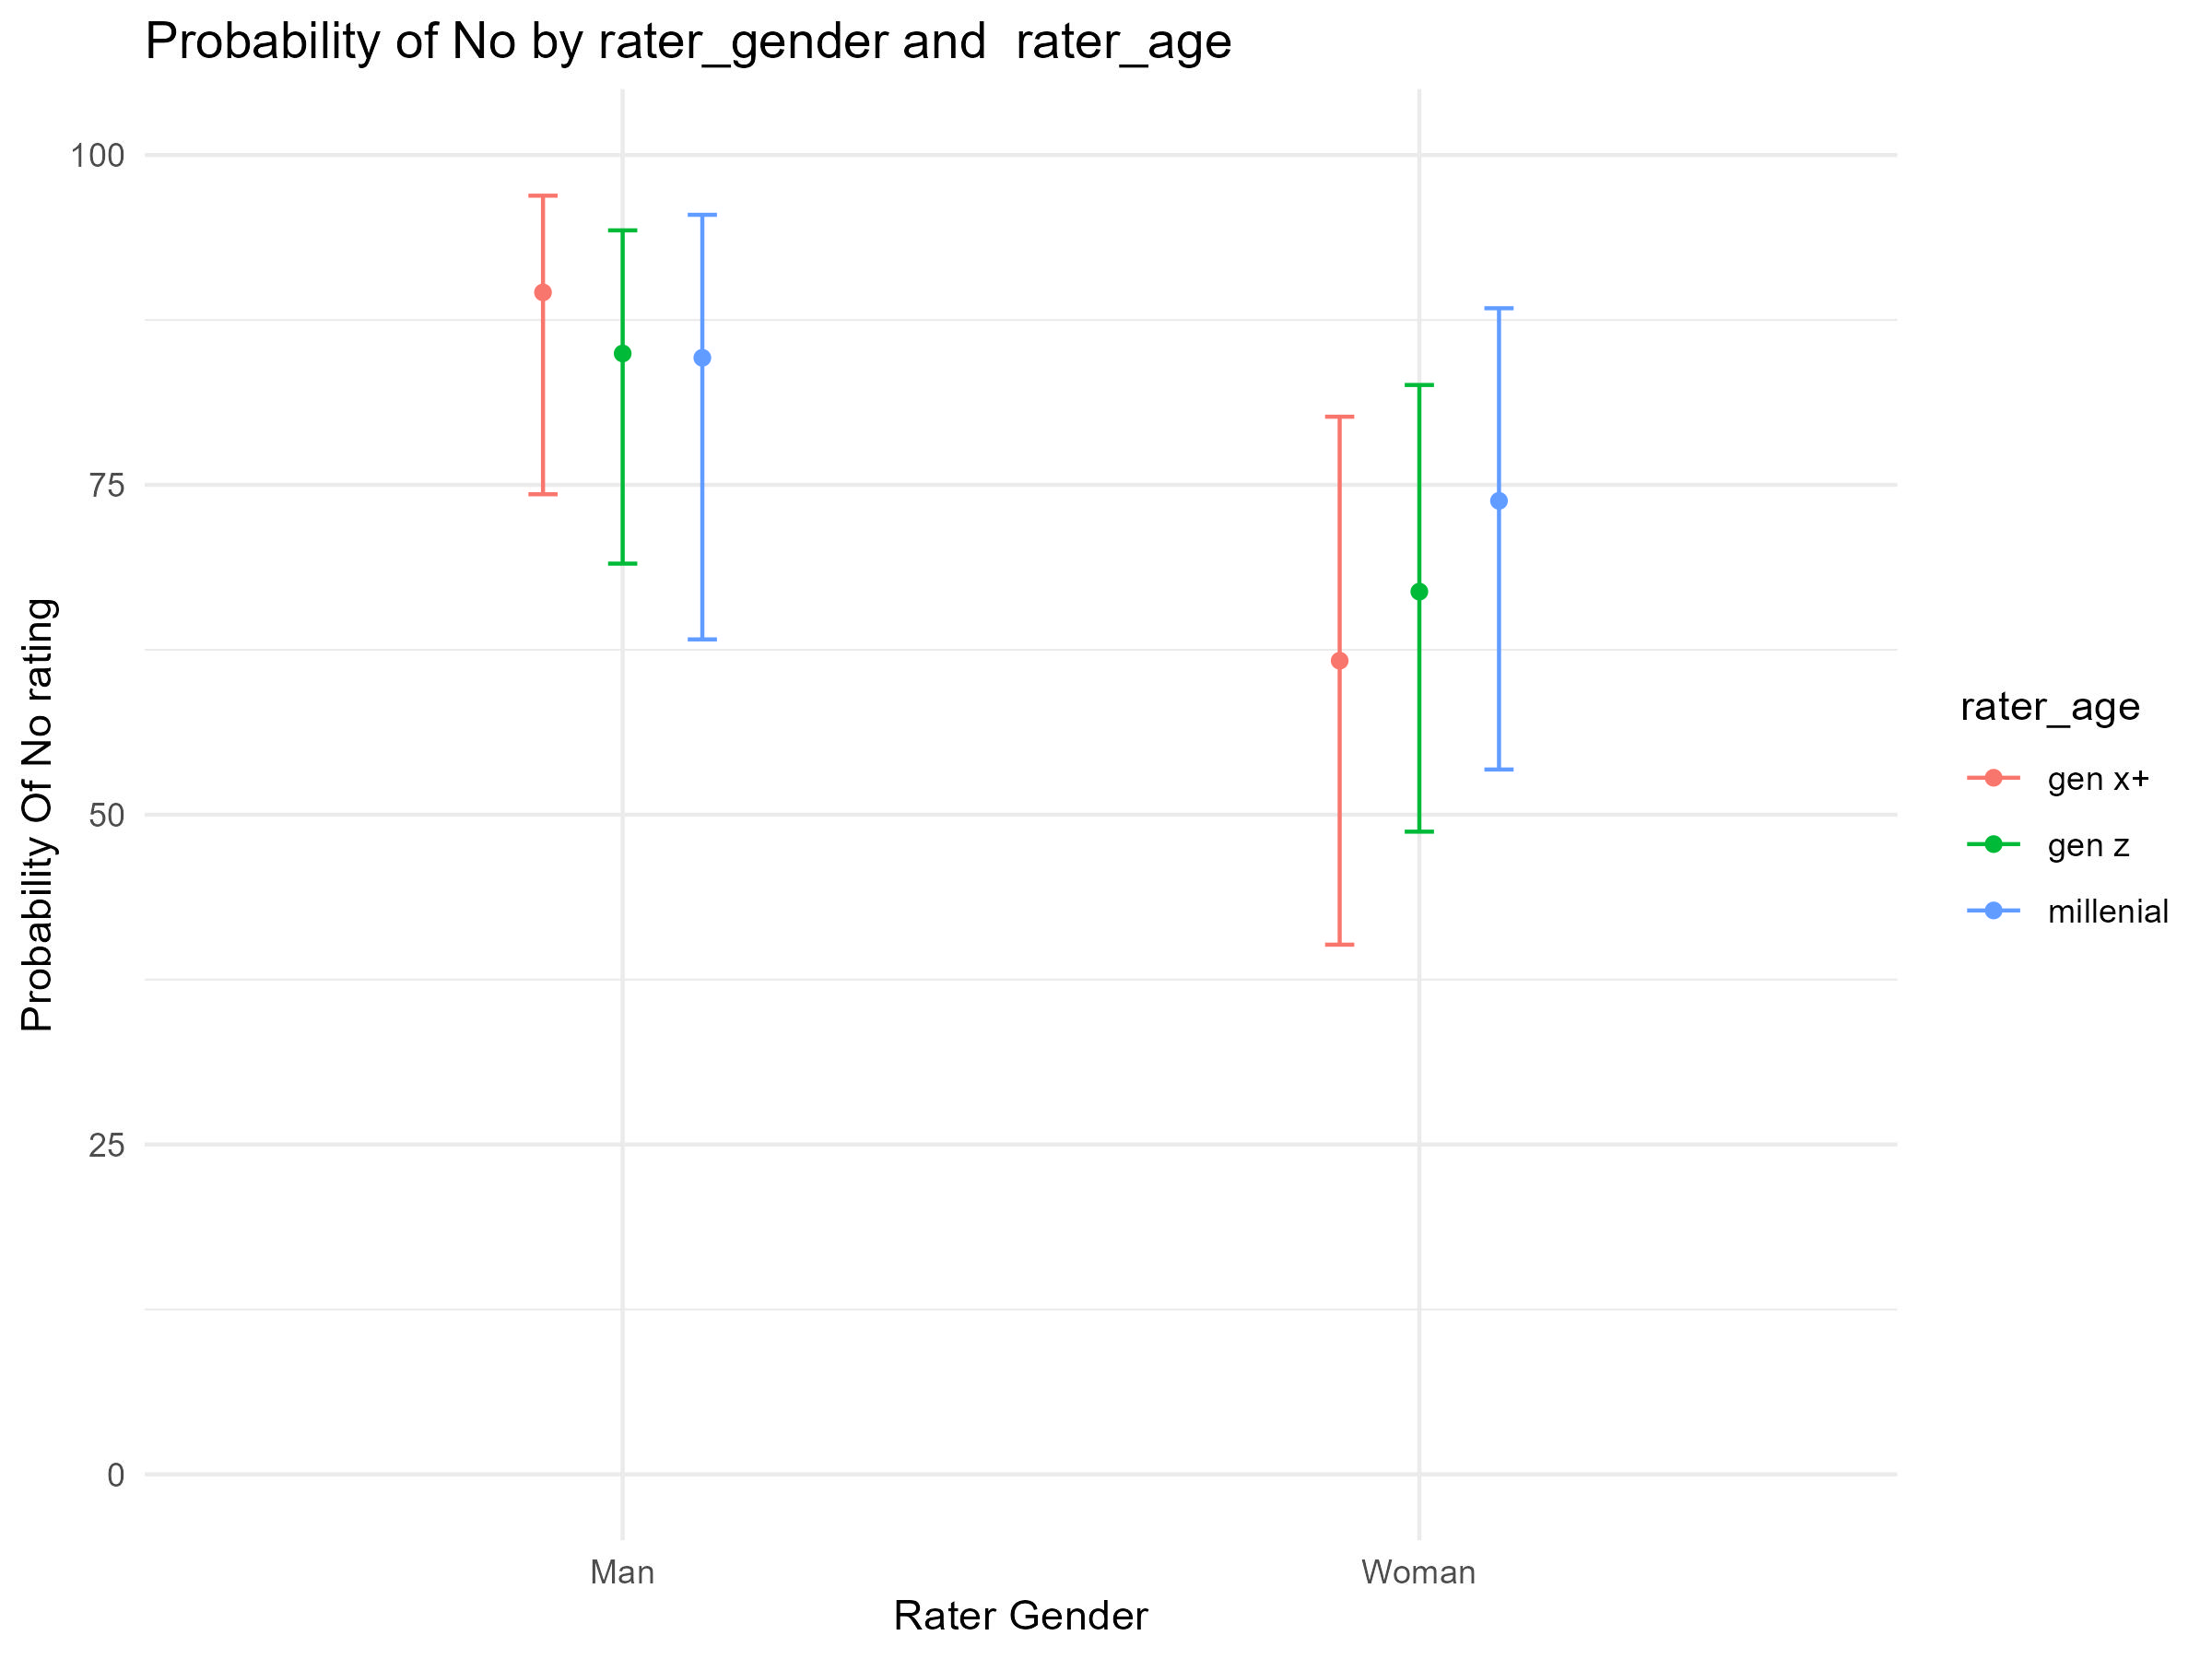 Probability of No by rater_gender and  rater_age
100
75
50
25
0
Probability Of No rating
Man
Woman
Rater Gender
rater_age
gen x+
gen z
millenial